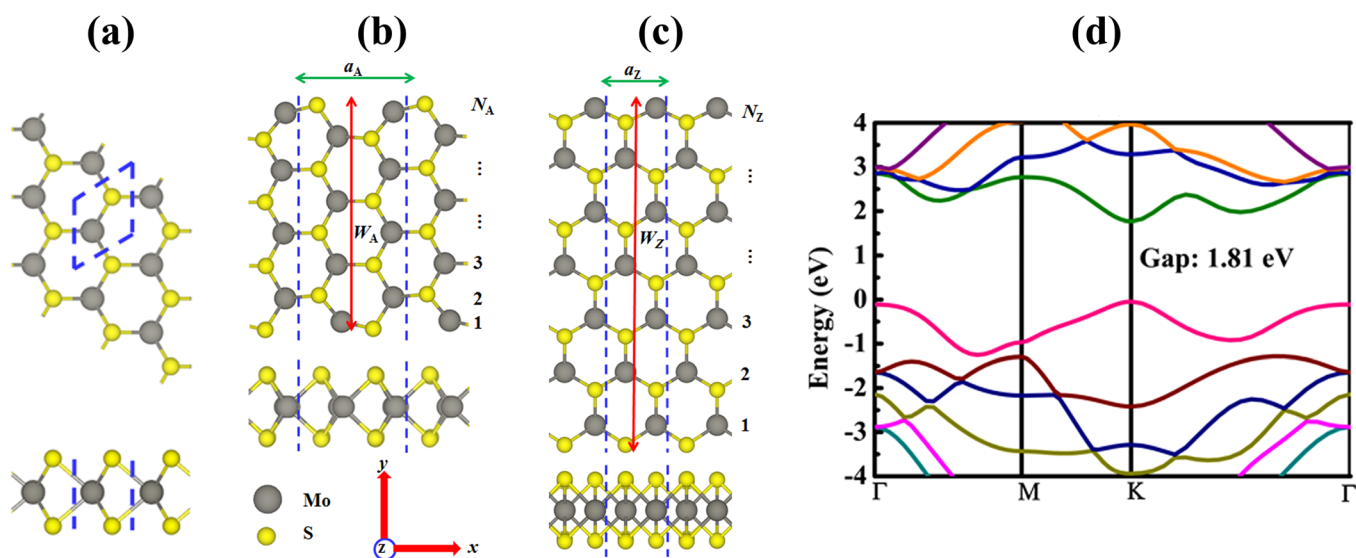 (a)
(b)
(c)
(d)
aA
NA
⋮
⋮
WA
3
2
1
Mo
S
y
z
x
aZ
NZ
⋮
WZ
⋮
3
2
1
Energy (eV)
4
3
2
1
0
-1
-2
-3
-4
Gap: 1.81 eV
Γ
M
K
Γ